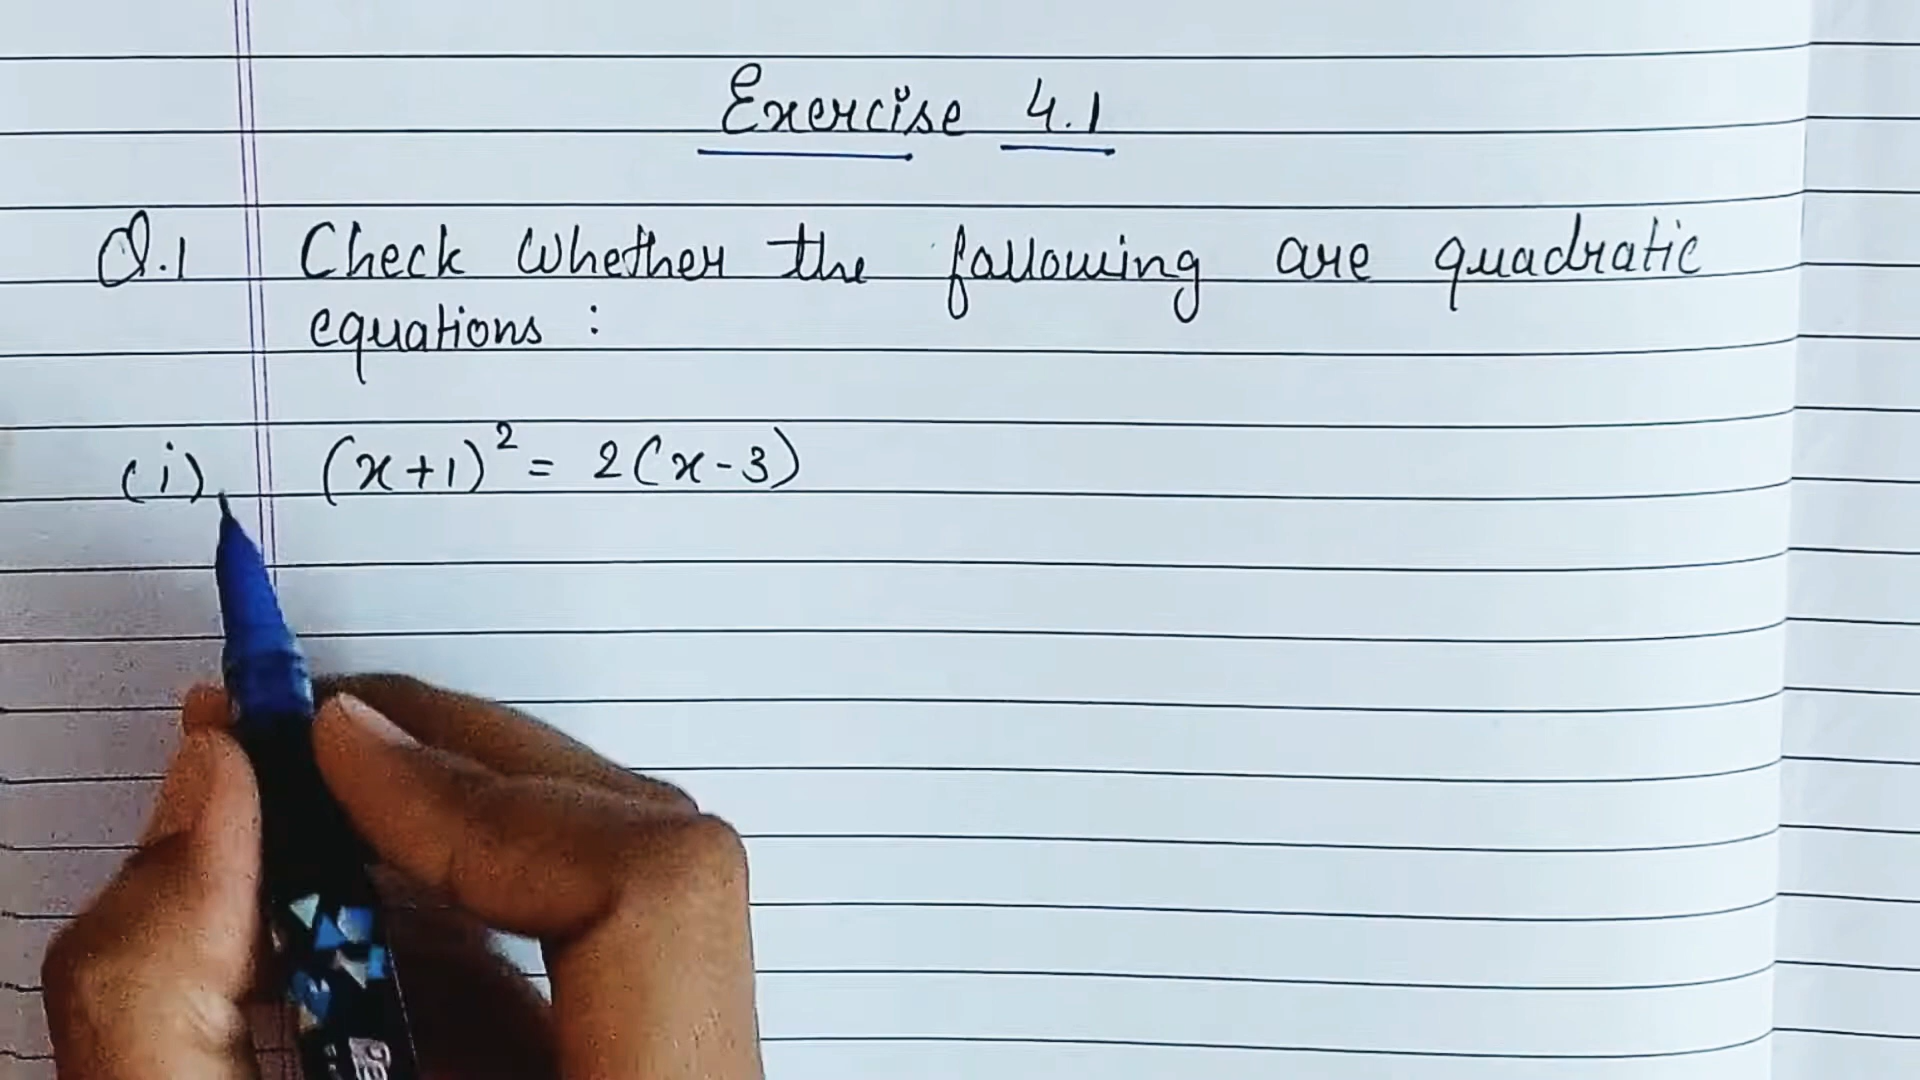 Exercise 4.1
Q.1 Check Whether the following are quadratic
equations :
(i) (x+1)² = 2(x-3)